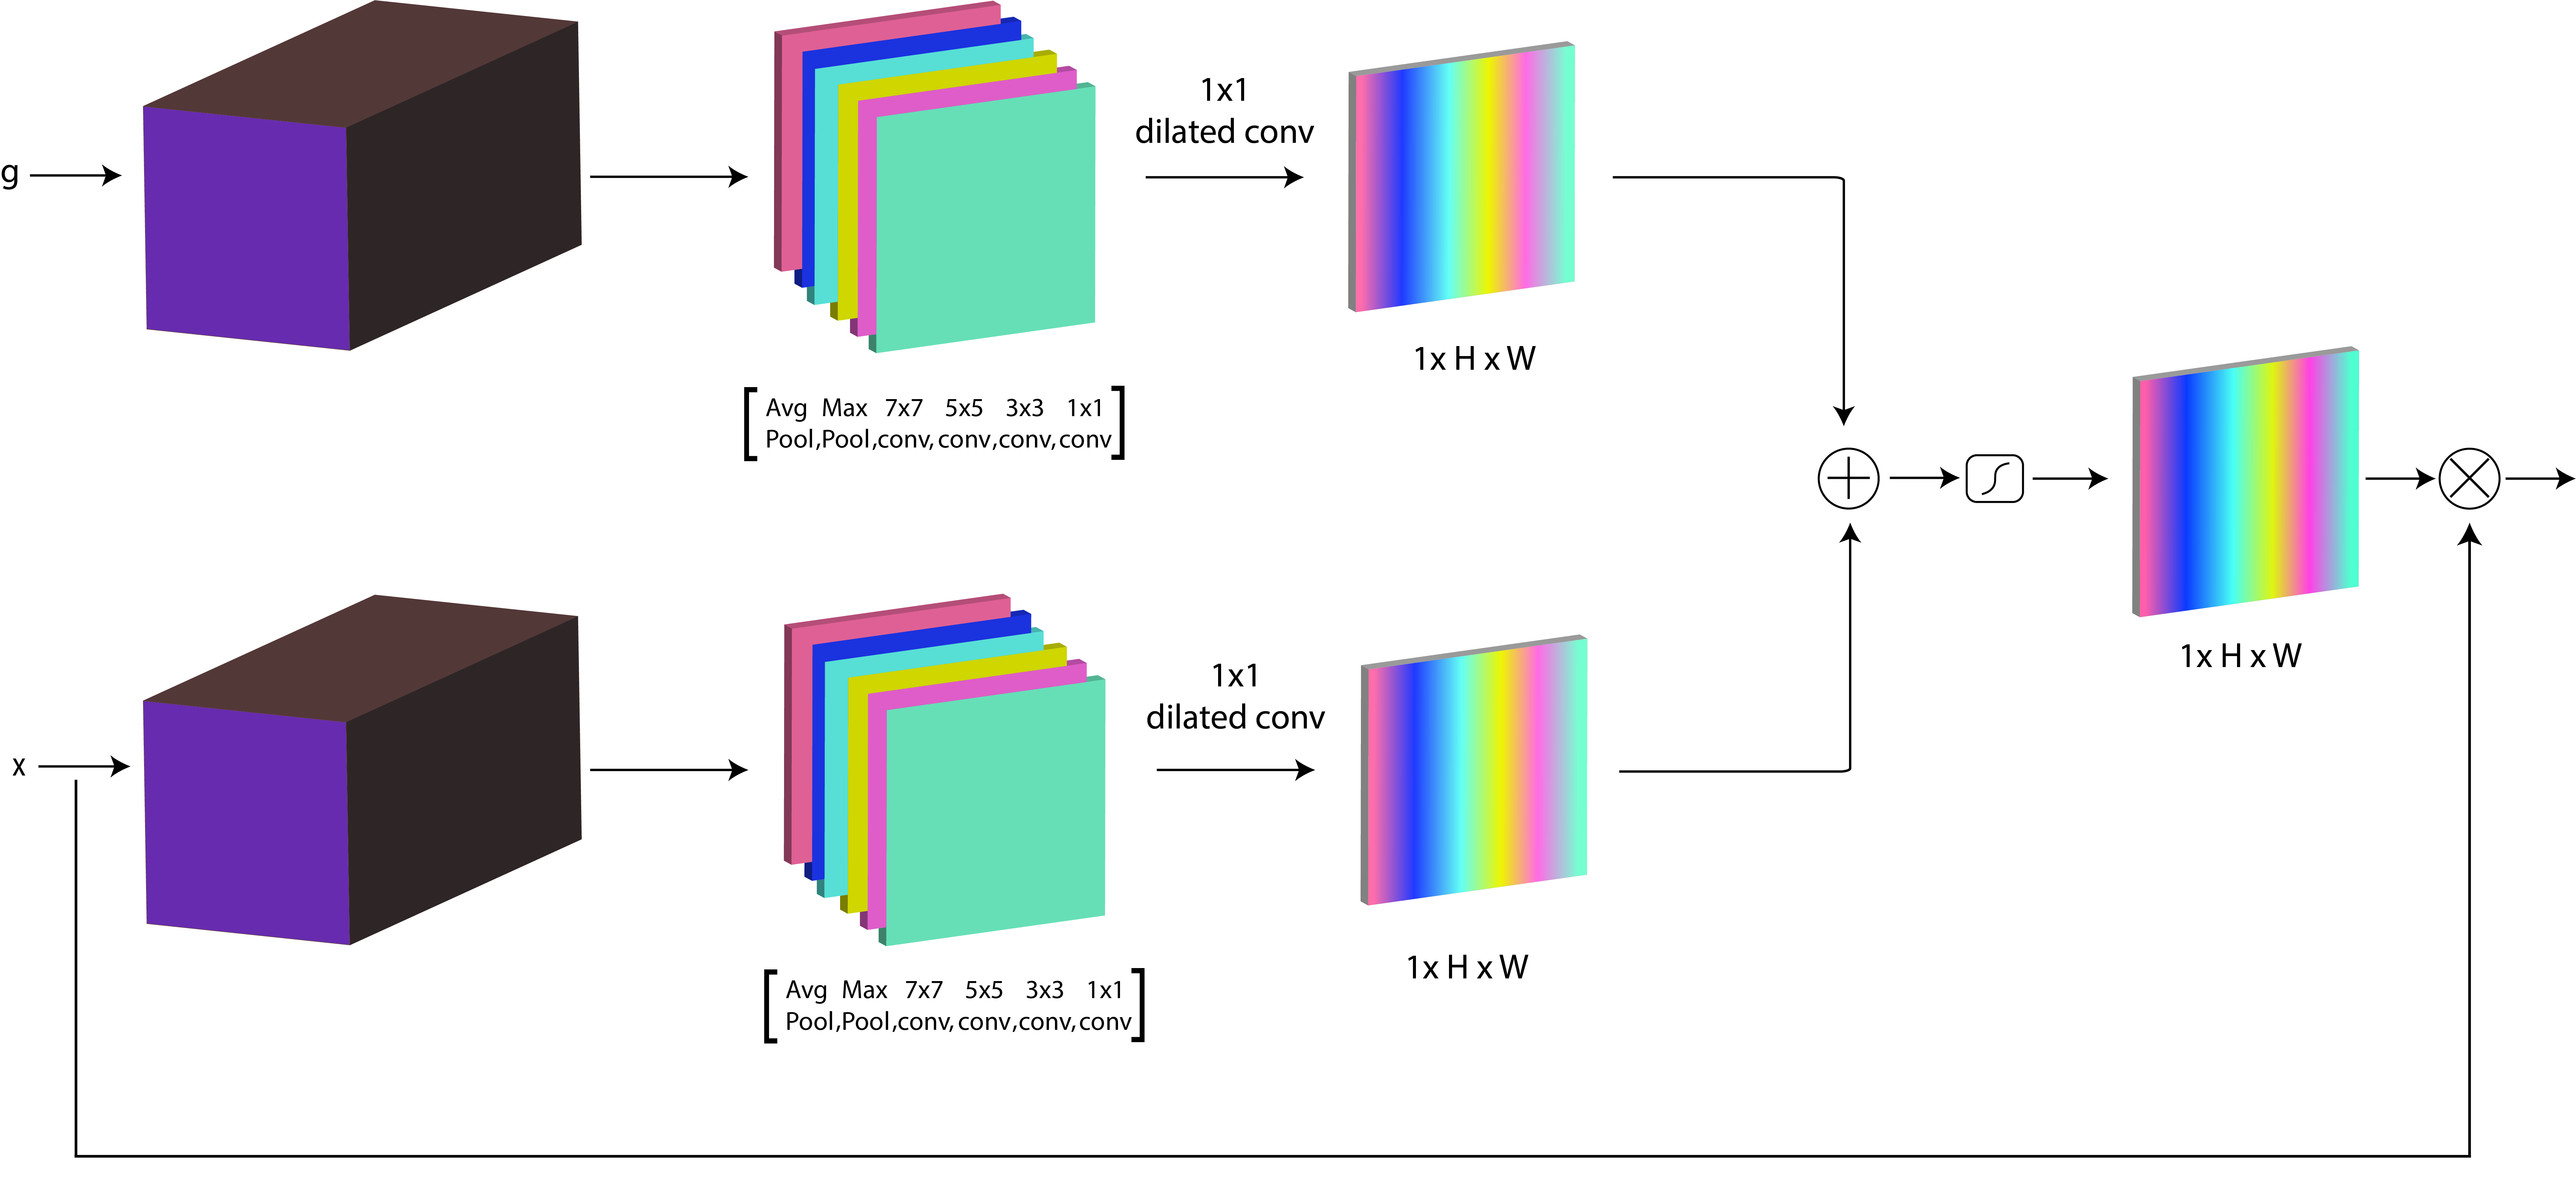 g
1x1
dilated conv
1x H x W
Avg Max 7x7 5x5 3x3 1x1
Pool,Pool,conv, conv,conv,conv
1x H x W
x
1x1
dilated conv
1x H x W
Avg Max 7x7 5x5 3x3 1x1
Pool,Pool,conv, conv,conv,conv